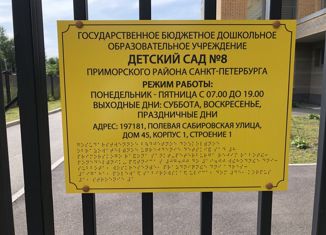 ГОСУДАРСТВЕННОЕ БЮДЖЕТНОЕ ДОШКОЛЬНОЕ
ОБРАЗОВАТЕЛЬНОЕ УЧРЕЖДЕНИЕ
ДЕТСКИЙ САД №8
ПРИМОРСКОГО РАЙОНА САНКТ-ПЕТЕРБУРГА
РЕЖИМ РАБОТЫ:
ПОНЕДЕЛЬНИК - ПЯТНИЦА С 07.00 ДО 19.00
ВЫХОДНЫЕ ДНИ: СУББОТА, ВОСКРЕСЕНЬЕ,
ПРАЗДНИЧНЫЕ ДНИ
АДРЕС: 197181, ПОЛЕВАЯ САБИРОВСКАЯ УЛИЦА,
ДОМ 45, КОРПУС 1, СТРОЕНИЕ 1